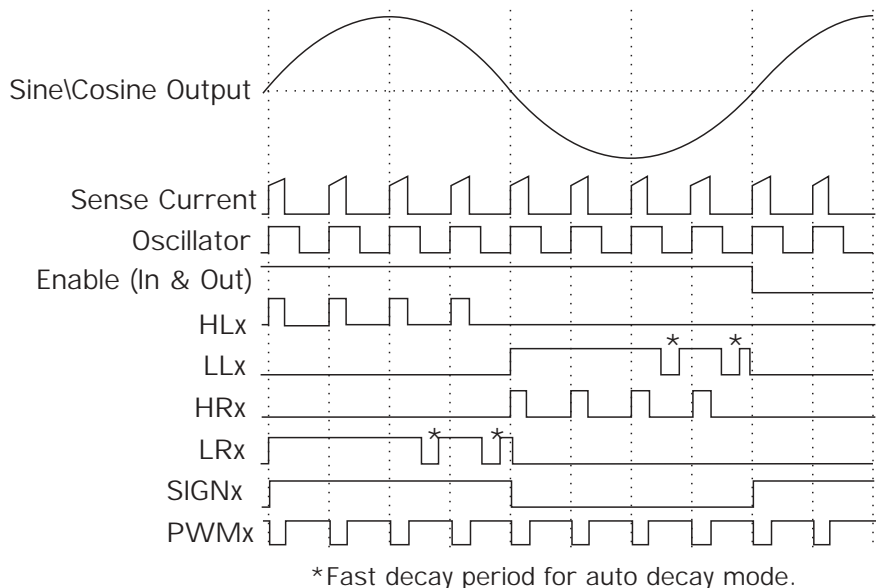 Sine\Cosine Output
Sense Current
Oscillator
Enable (In & Out)
HLx
* *
LLx
HRx
* *
LRx
SIGNx
PWMx
*Fast decay period for auto decay mode.